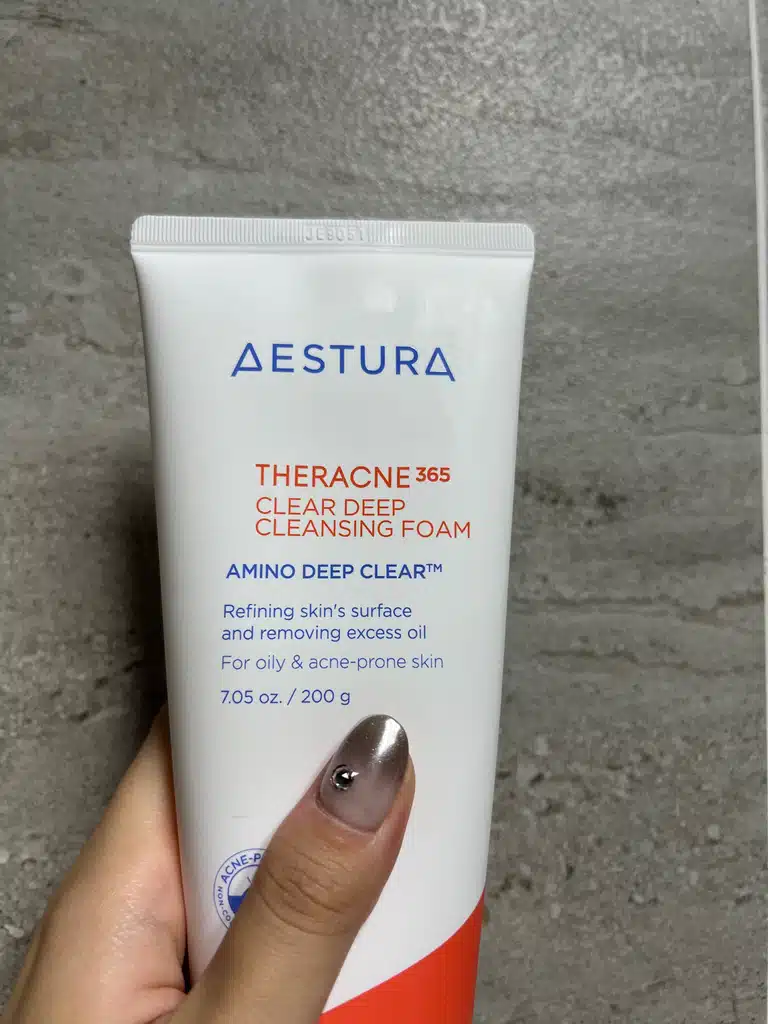 AESTURA
THERACNE 365
CLEAR DEEP
CLEANSING FOAM
AMINO DEEP CLEAR™
Refining skin's surface
and removing excess oil
For oily & acne-prone skin
7.05 oz. / 200 g